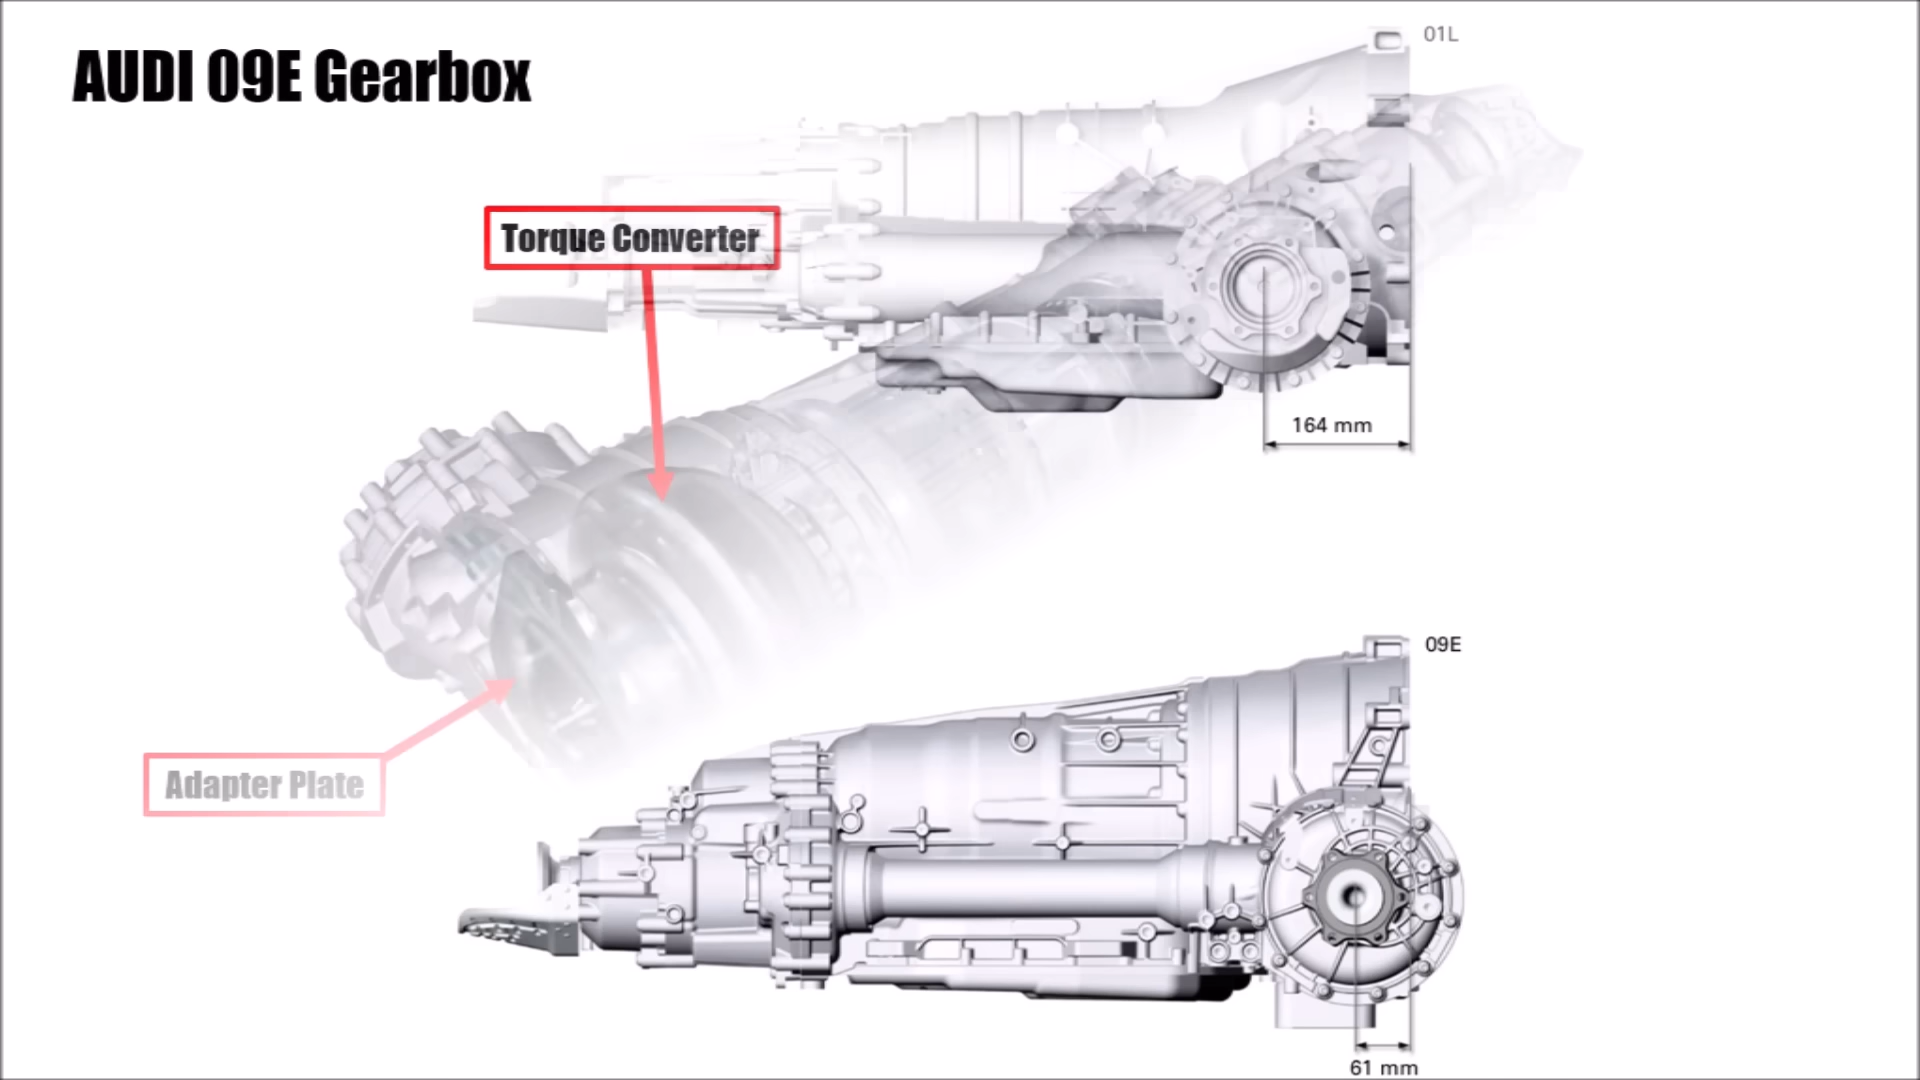 AUDI 09E Gearbox
01L
Torque Converter
164 mm
09E
Adapter Plate
61 mm